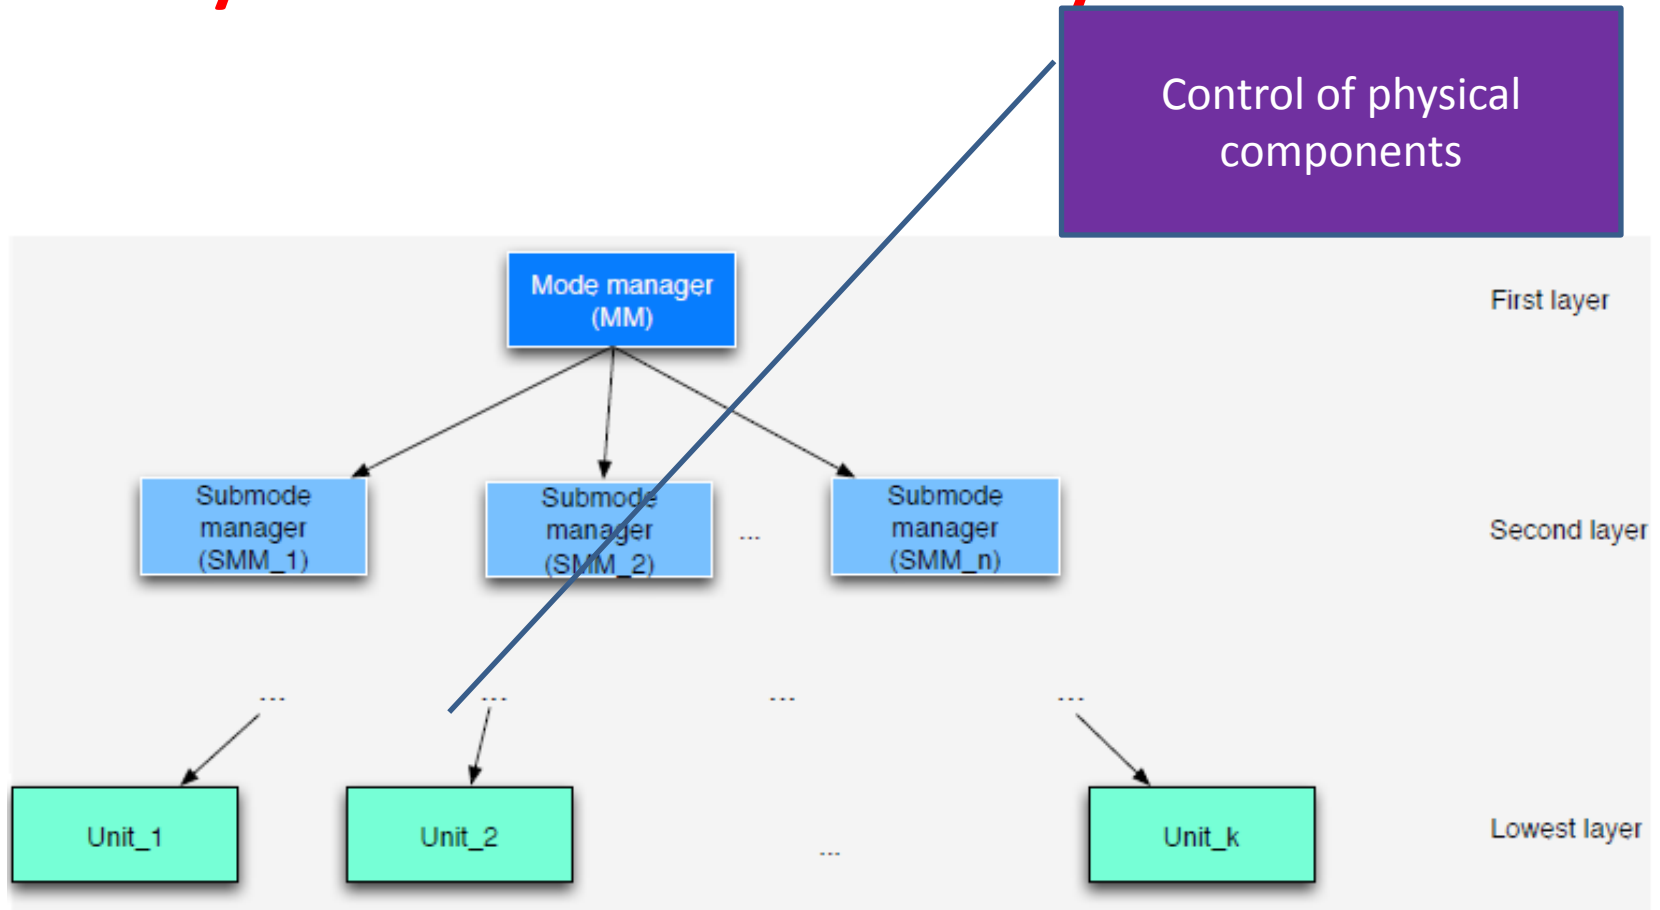 Control of physical
components
Mode manager
(MM)
First layer
Submode
manager
(SMM_1)
Submode
manager
(SMM_2)
...
Submode
manager
(SMM_n)
Second layer
... ... ... ...
Unit_1
Unit_2
...
Unit_k
Lowest layer